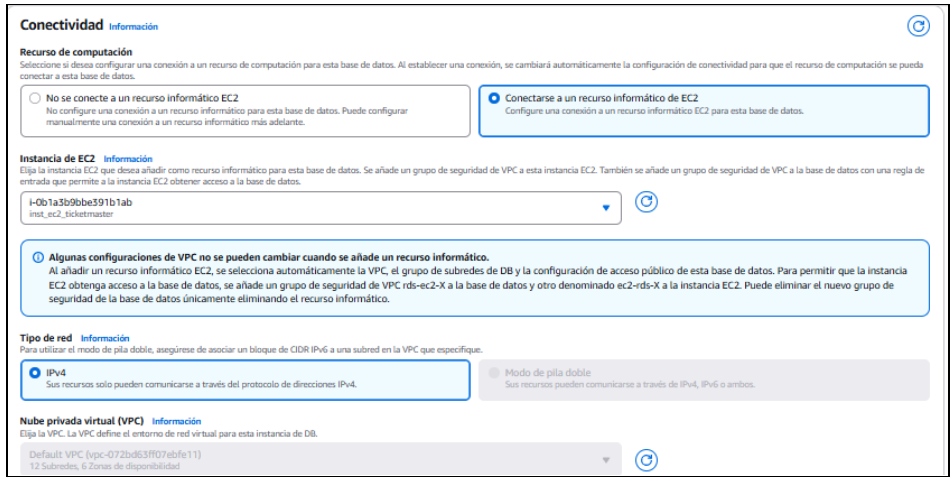 Conectividad Información
Recurso de computación
Seleccione si desea configurar una conexión a un recurso de computación para esta base de datos. Al establecer una conexión, se cambiará automáticamente la configuración de conectividad para que el recurso de computación se pueda
conectar a esta base de datos.
No se conecte a un recurso informático EC2
No configure una conexión a un recurso informático para esta base de datos. Puede configurar
manualmente una conexión a un recurso informático más adelante.
Conectarse a un recurso informático de EC2
Configure una conexión a un recurso informático EC2 para esta base de datos.
Instancia de EC2 Información
Elija la instancia EC2 que desea añadir como recurso informático para esta base de datos. Se añade un grupo de seguridad de VPC a esta instancia EC2. También se añade un grupo de seguridad de VPC a la base de datos con una regla de
entrada que permite a la instancia EC2 obtener acceso a la base de datos.
i-0b1a3b9bbe391b1ab
inst_ec2_ticketmaster
Algunas configuraciones de VPC no se pueden cambiar cuando se añade un recurso informático.
Al añadir un recurso informático EC2, se selecciona automáticamente la VPC, el grupo de subredes de DB y la configuración de acceso público de esta base de datos. Para permitir que la instancia
EC2 obtenga acceso a la base de datos, se añade un grupo de seguridad de VPC rds-ec2-X a la base de datos y otro denominado ec2-rds-X a la instancia EC2. Puede eliminar el nuevo grupo de
seguridad de la base de datos únicamente eliminando el recurso informático.
Tipo de red Información
Para utilizar el modo de pila doble, asegúrese de asociar un bloque de CIDR IPv6 a una subred en la VPC que especifique.
IPv4
Sus recursos solo pueden comunicarse a través del protocolo de direcciones IPv4.
Modo de pila doble
Sus recursos pueden comunicarse a través de IPv4, IPv6 o ambos.
Nube privada virtual (VPC) Información
Elija la VPC. La VPC define el entorno de red virtual para esta instancia de DB.
Default VPC (vpc-072bd63ff07ebfe11)
12 Subredes, 6 Zonas de disponibilidad